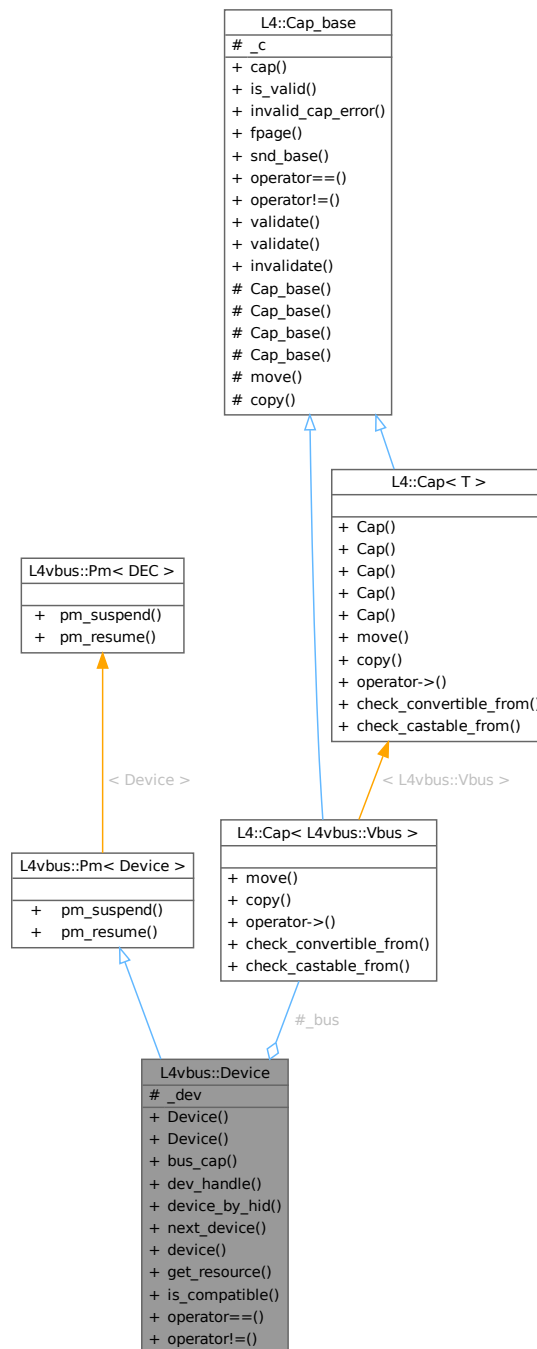 L4::Cap_base
# _c
+ cap()
+ is_valid()
+ invalid_cap_error()
+ fpage()
+ snd_base()
+ operator==()
+ operator!=()
+ validate()
+ validate()
+ invalidate()
# Cap_base()
# Cap_base()
# Cap_base()
# Cap_base()
# move()
# copy()
L4::Cap< T >
+ Cap()
+ Cap()
+ Cap()
+ Cap()
+ Cap()
+ move()
+ copy()
+ operator->()
+ check_convertible_from()
+ check_castable_from()
L4vbus::Pm< DEC >
+ pm_suspend()
+ pm_resume()
< Device >
< L4vbus::Vbus >
L4::Cap< L4vbus::Vbus >
+ move()
+ copy()
+ operator->()
+ check_convertible_from()
+ check_castable_from()
L4vbus::Pm< Device >
+ pm_suspend()
+ pm_resume()
#_bus
L4vbus::Device
# _dev
+ Device()
+ Device()
+ bus_cap()
+ dev_handle()
+ device_by_hid()
+ next_device()
+ device()
+ get_resource()
+ is_compatible()
+ operator==()
+ operator!=()